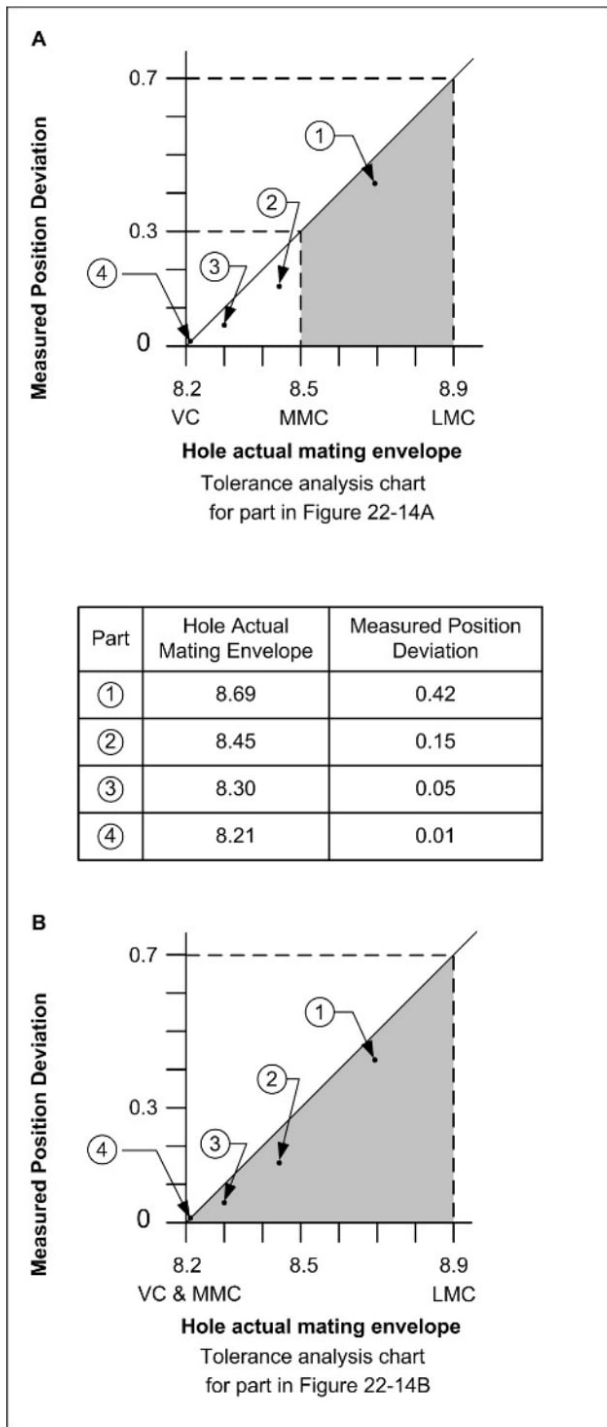 A
Measured Position Deviation
0.7
0.3
0
①
②
③
④
8.2 8.5 8.9
VC MMC LMC
Hole actual mating envelope
Tolerance analysis chart
for part in Figure 22-14A
Part Hole Actual Mating Envelope Measured Position Deviation
① 8.69 0.42
② 8.45 0.15
③ 8.30 0.05
④ 8.21 0.01
B
Measured Position Deviation
0.7
0.3
0
①
②
③
④
8.2 8.5 8.9
VC & MMC LMC
Hole actual mating envelope
Tolerance analysis chart
for part in Figure 22-14B